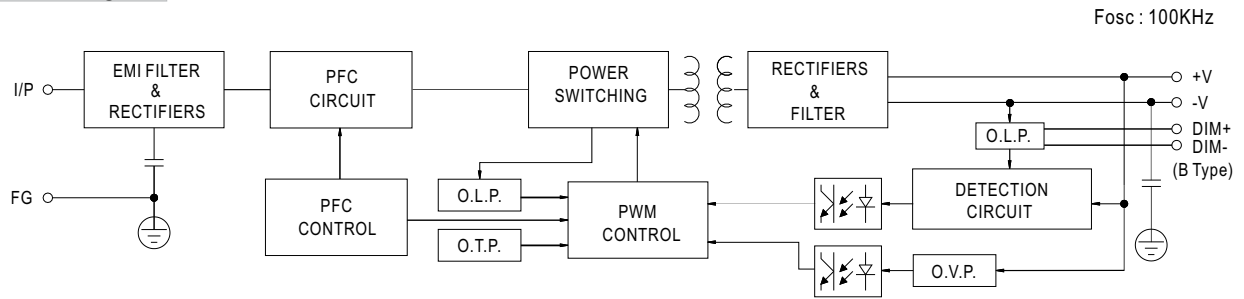 Fosc : 100KHz
I/P
EMI FILTER
&
RECTIFIERS
PFC
CIRCUIT
POWER
SWITCHING
RECTIFIERS
&
FILTER
+V
-V
DIM+
DIM-
(B Type)
O.L.P.
DETECTION
CIRCUIT
FG
PFC
CONTROL
O.L.P.
O.T.P.
PWM
CONTROL
O.V.P.